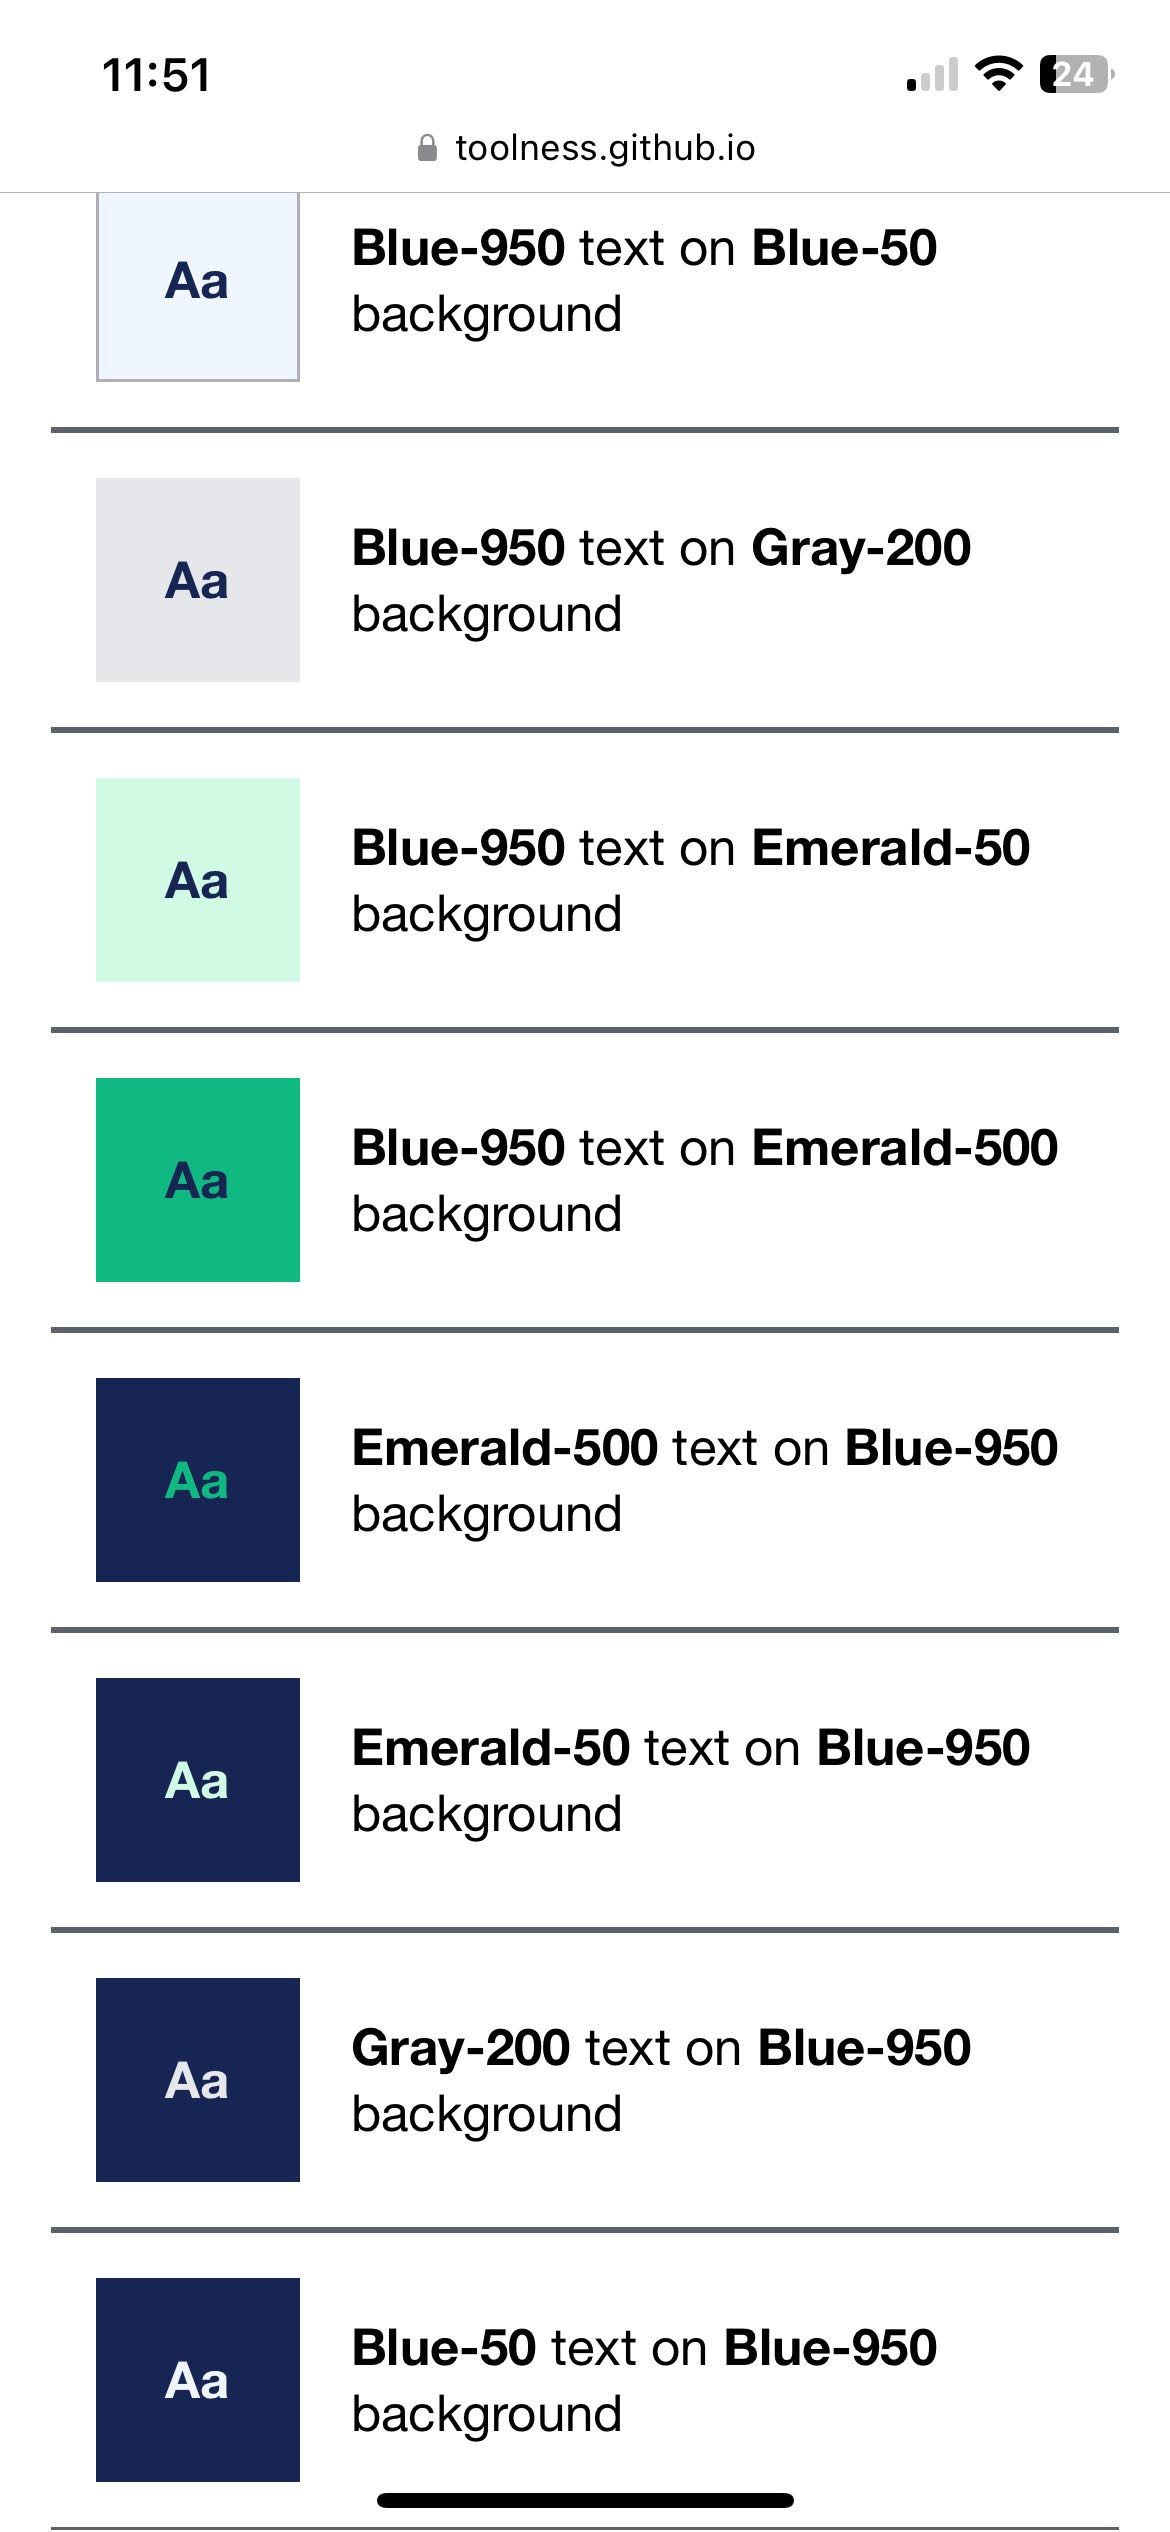 11:51
24
toolness.github.io
Aa
Blue-950 text on Blue-50
background
Aa
Blue-950 text on Gray-200
background
Aa
Blue-950 text on Emerald-50
background
Aa
Blue-950 text on Emerald-500
background
Aa
Emerald-500 text on Blue-950
background
Aa
Emerald-50 text on Blue-950
background
Aa
Gray-200 text on Blue-950
background
Aa
Blue-50 text on Blue-950
background